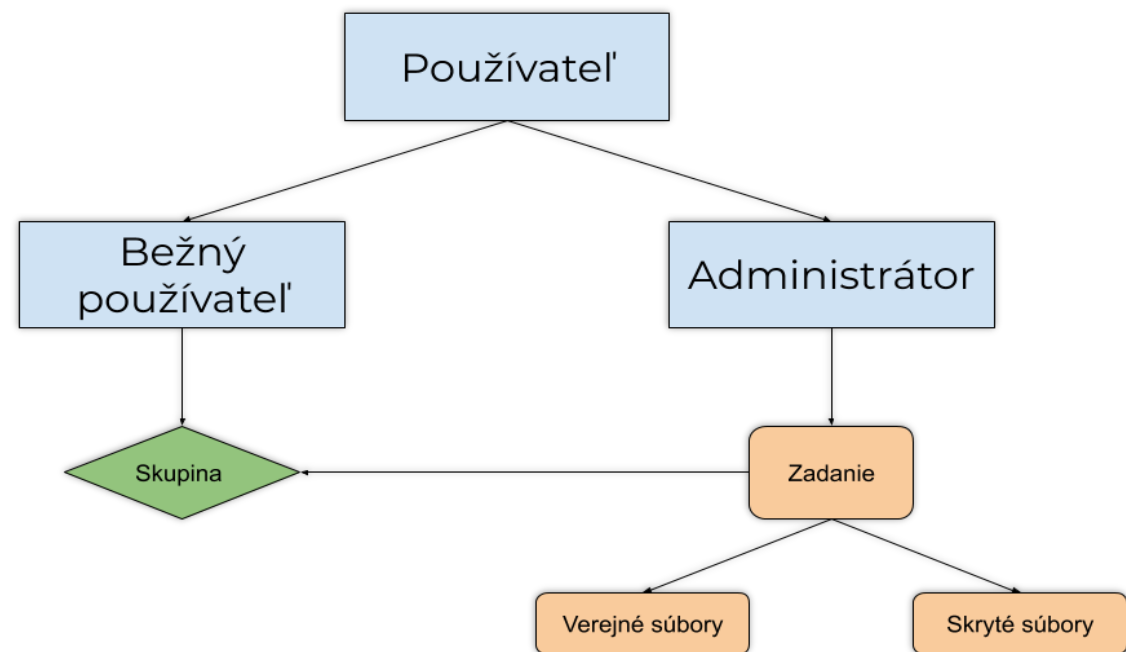 Používateľ
Bežný
používateľ
Administrátor
Skupina
Zadanie
Verejné súbory
Skryté súbory